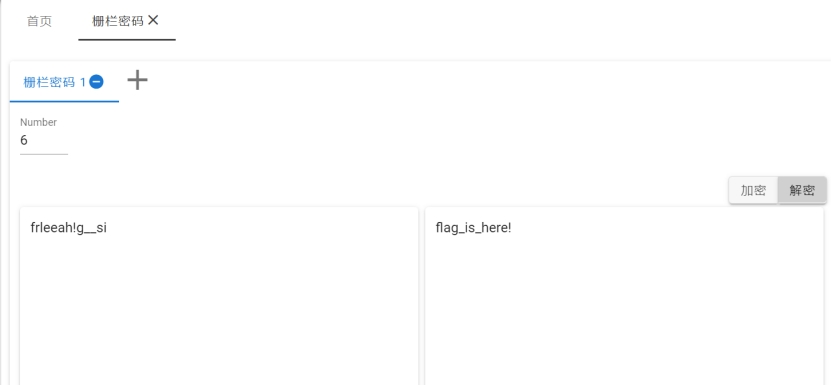 首页 栅栏密码
栅栏密码 1
Number
6
加密 解密
frleeah!g__si
flag_is_here!